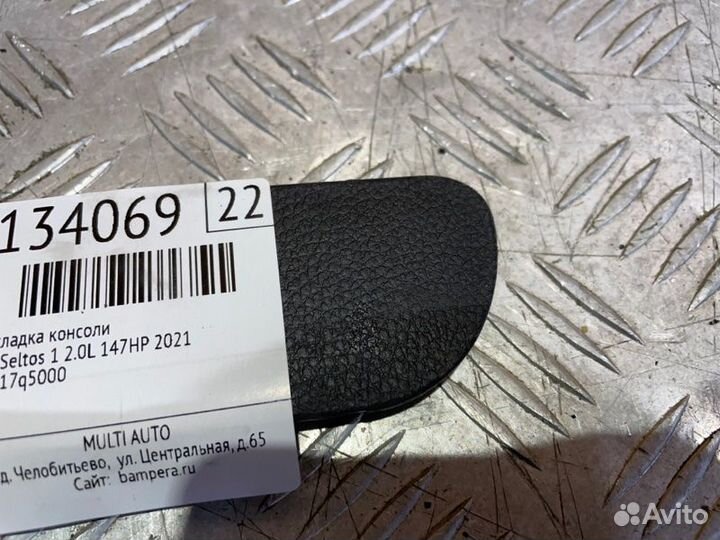 134069 22
кладка консоли
Seltos 1 2.0L 147HP 2021
17q5000
MULTI AUTO
д. Челобитьево, ул. Центральная, д.65
Сайт: bampera.ru
Avito